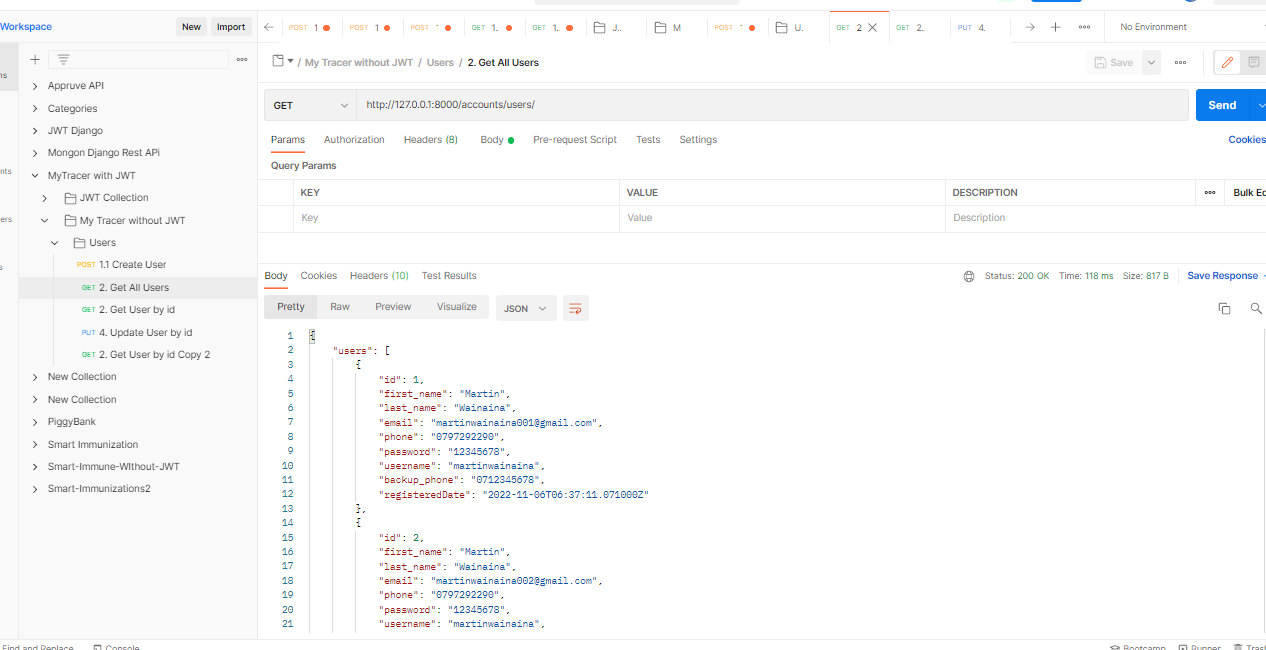 Workspace New Import
POST 1 POST 1 POST GET 1.. GET 1.. J.. M POST U. GET 2 GET 2.. PUT 4. No Environment
/ My Tracer without JWT / Users / 2. Get All Users Save
GET http://127.0.0.1:8000/accounts/users/ Send
Params Authorization Headers (8) Body Pre-request Script Tests Settings Cookies
Query Params
KEY VALUE DESCRIPTION Bulk
Key Value Description
Appruve API
Categories
JWT Django
Mongon Django Rest APi
MyTracer with JWT
JWT Collection
My Tracer without JWT
Users
POST 1.1 Create User
GET 2. Get All Users
GET 2. Get User by id
PUT 4. Update User by id
GET 2. Get User by id Copy 2
New Collection
New Collection
PiggyBank
Smart Immunization
Smart-Immune-WIthout-JWT
Smart-Immunizations2
Body Cookies Headers (10) Test Results Status: 200 OK Time: 118 ms Size: 817 B Save Response
Pretty Raw Preview Visualize JSON
1 {
2 "users": [
3 {
4 "id": 1,
5 "first_name": "Martin",
6 "last_name": "Wainaina",
7 "email": "martinwainaina001@gmail.com",
8 "phone": "0797292290",
9 "password": "12345678",
10 "username": "martinwainaina",
11 "backup_phone": "0712345678",
12 "registeredDate": "2022-11-06T06:37:11.071000Z"
13 },
14 {
15 "id": 2,
16 "first_name": "Martin",
17 "last_name": "Wainaina",
18 "email": "martinwainaina002@gmail.com",
19 "phone": "0797292290",
20 "password": "12345678",
21 "username": "martinwainaina",
Find and Replace Console Bootcamp Runner Trash